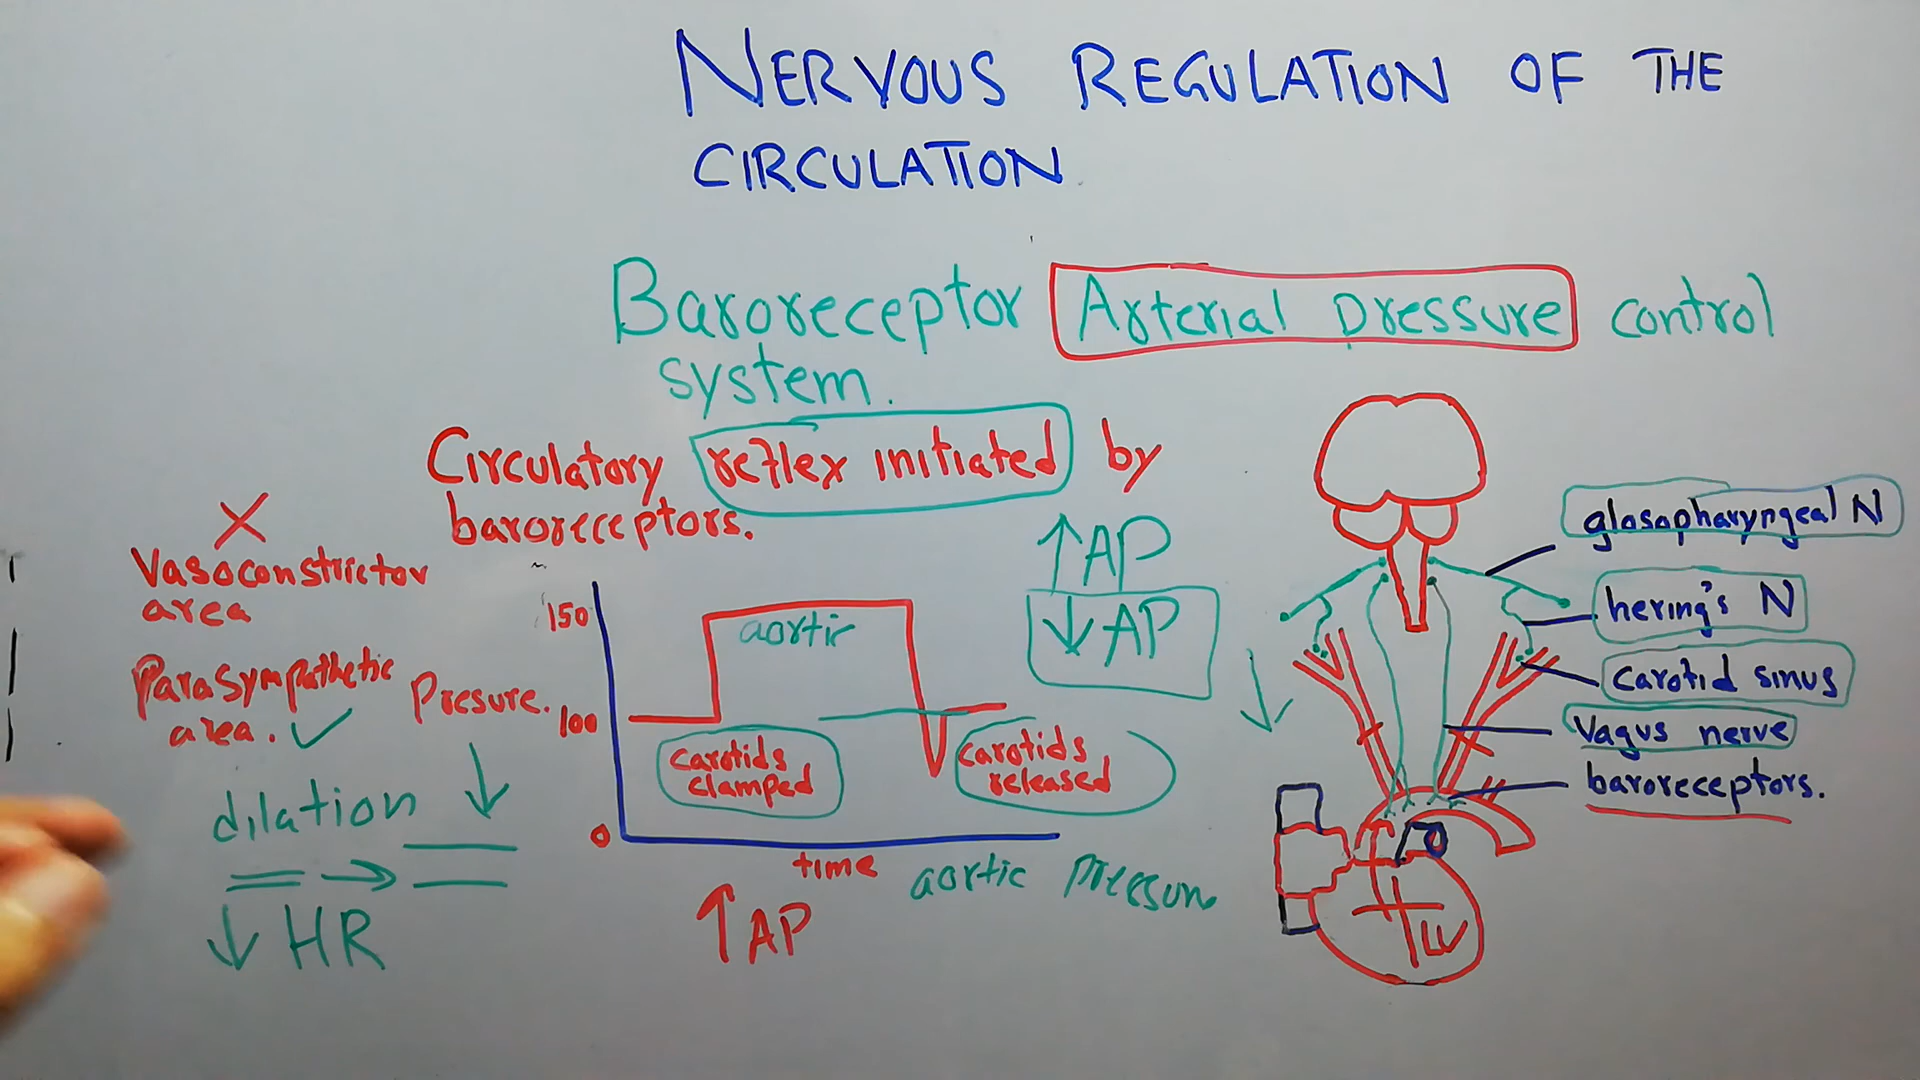 NERVOUS REGULATION OF THE
CIRCULATION
Baroreceptor Arterial pressure control
system.
Circulatory reflex initiated by
baroreceptors.
X
Vasoconstrictor
area
Parasympathetic
area. ✓
dilation ↓
→
↓ HR
↑ AP
↓ AP
Presure.
150
100
0
aortic
carotids
clamped
carotids
released
time
aortic Pressure
↑ AP
glosopharyngeal N
hering's N
carotid sinus
Vagus nerve
baroreceptors.
LV